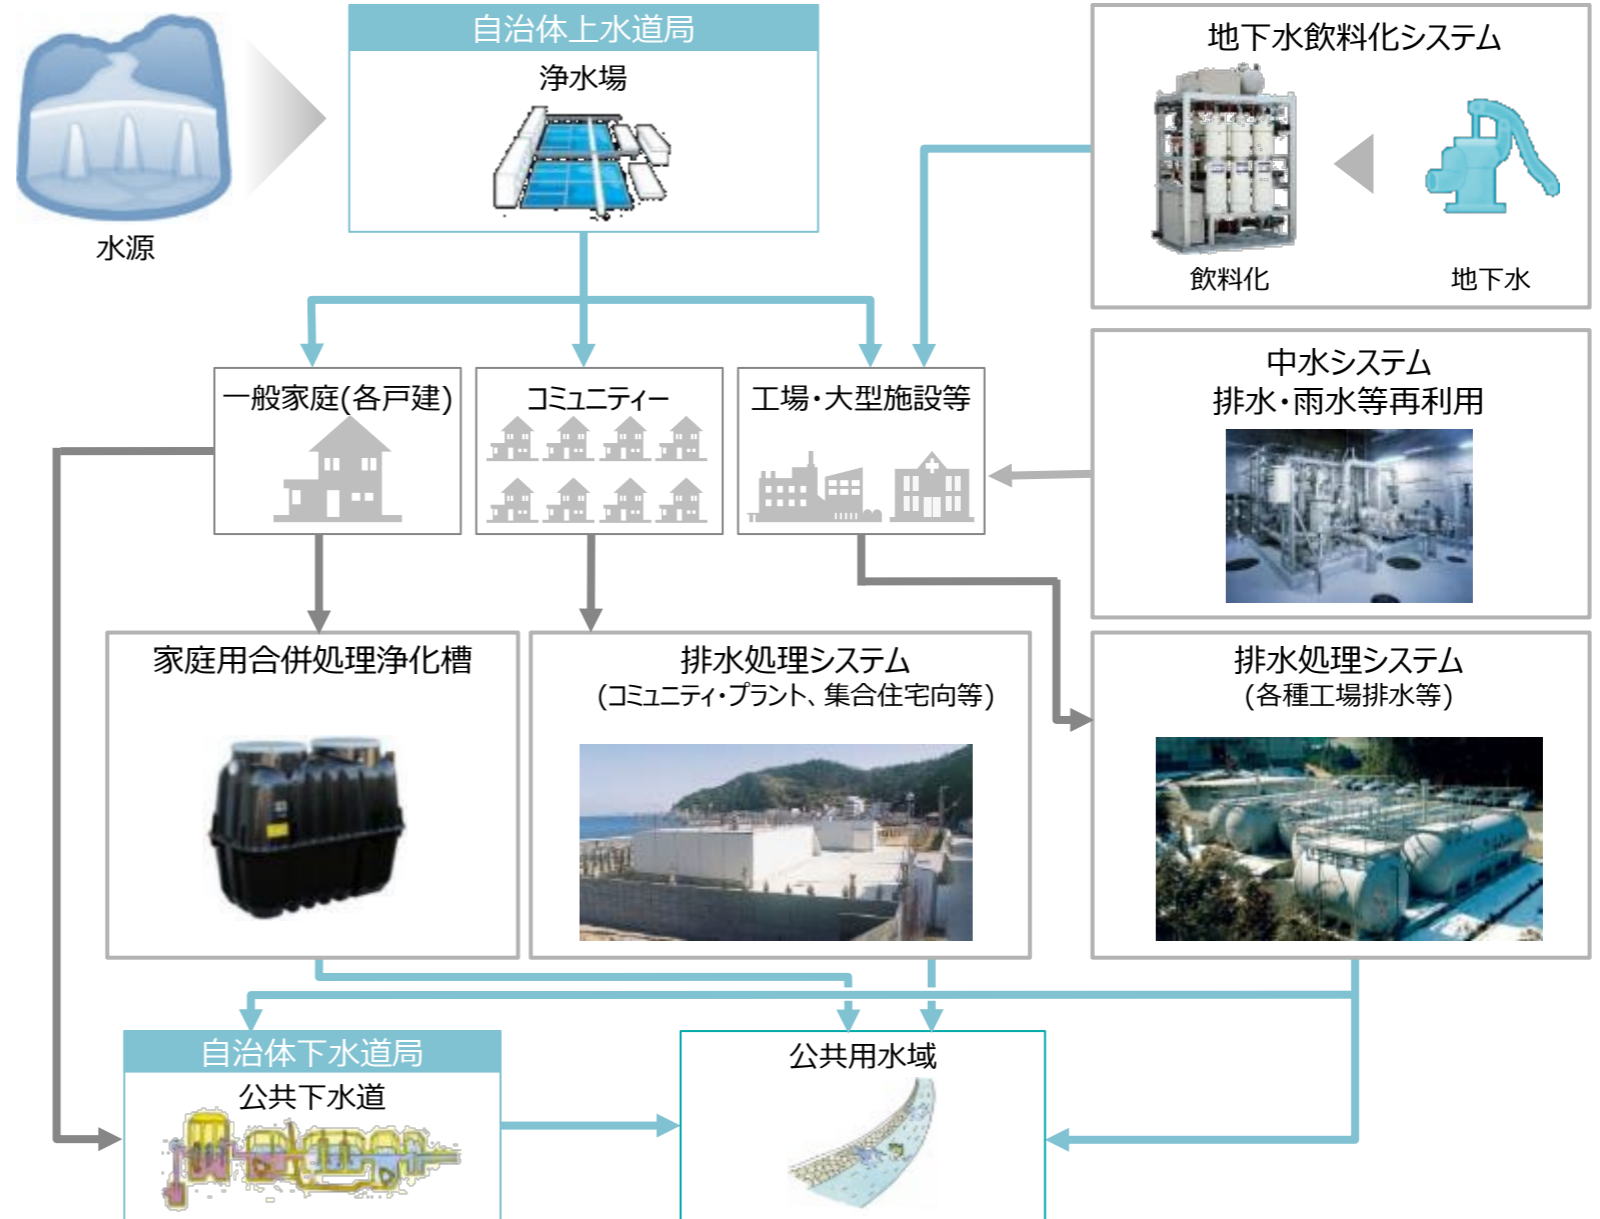 自治体上水道局
浄水場
水源
地下水飲料化システム
飲料化
地下水
一般家庭(各戸建)
コミュニティー
工場・大型施設等
中水システム
排水・雨水等再利用
家庭用合併処理浄化槽
排水処理システム
(コミュニティ・プラント、集合住宅向等)
排水処理システム
(各種工場排水等)
自治体下水道局
公共下水道
公共用水域